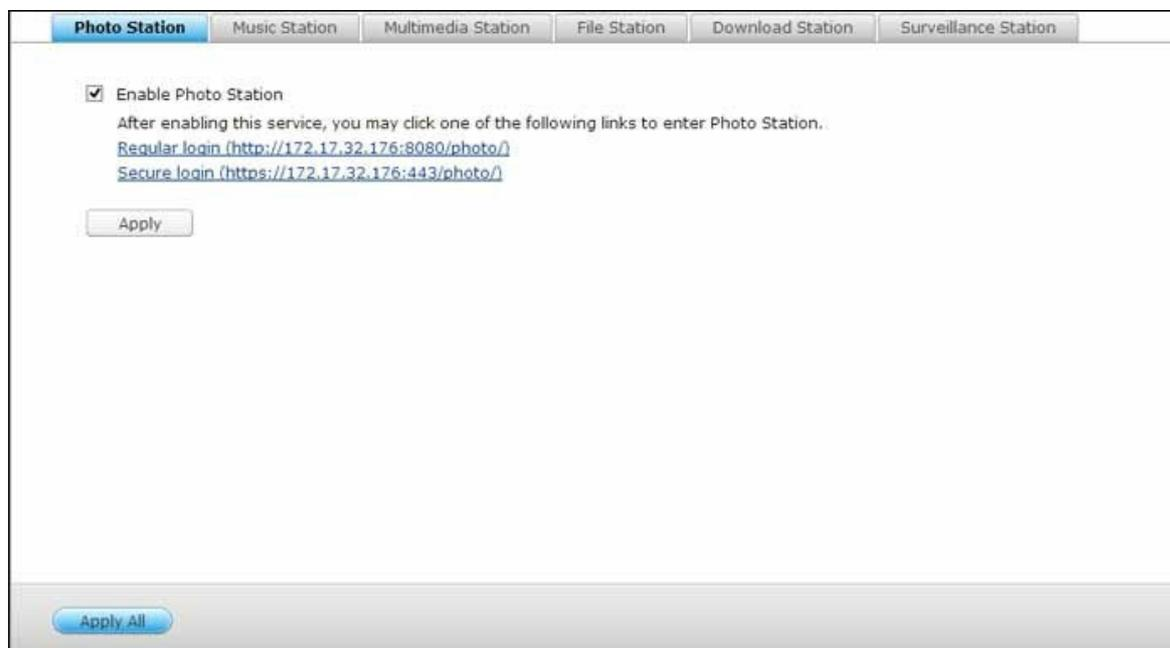 Photo Station Music Station Multimedia Station File Station Download Station Surveillance Station
Enable Photo Station
After enabling this service, you may click one of the following links to enter Photo Station.
Regular login (http://172.17.32.176:8080/photo/)
Secure login (https://172.17.32.176:443/photo/)
Apply
Apply All